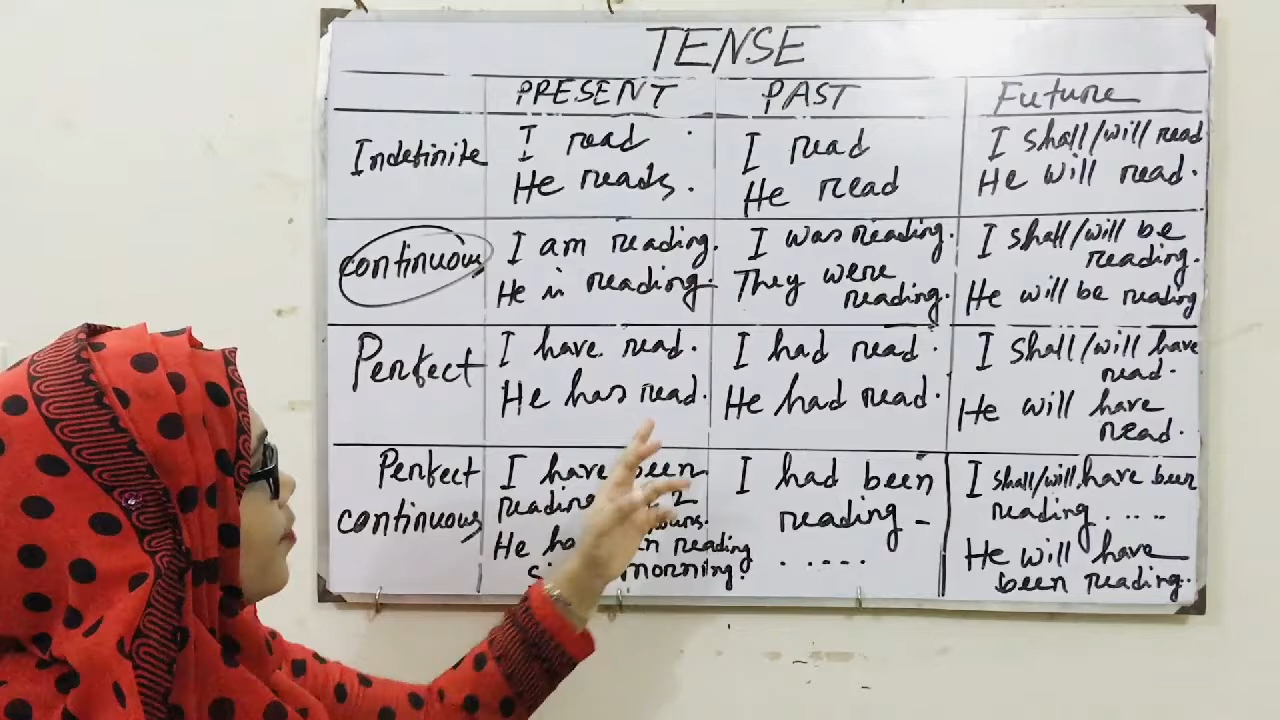 TENSE
PRESENT PAST Future
Indefinite
I read
He reads.
I read
He read
I shall/will read
He will read.
continuous
I am reading.
He is reading.
I was reading.
They were
reading.
I shall/will be
reading.
He will be reading
Perfect
I have read.
He has read.
I had read.
He had read.
I shall/will have
read.
He will have
read.
Perfect
continuous
I have been
reading 2
hours.
He reading
morning.
I had been
reading -
.....
I shall/will have been
reading ....
He will have
been reading..